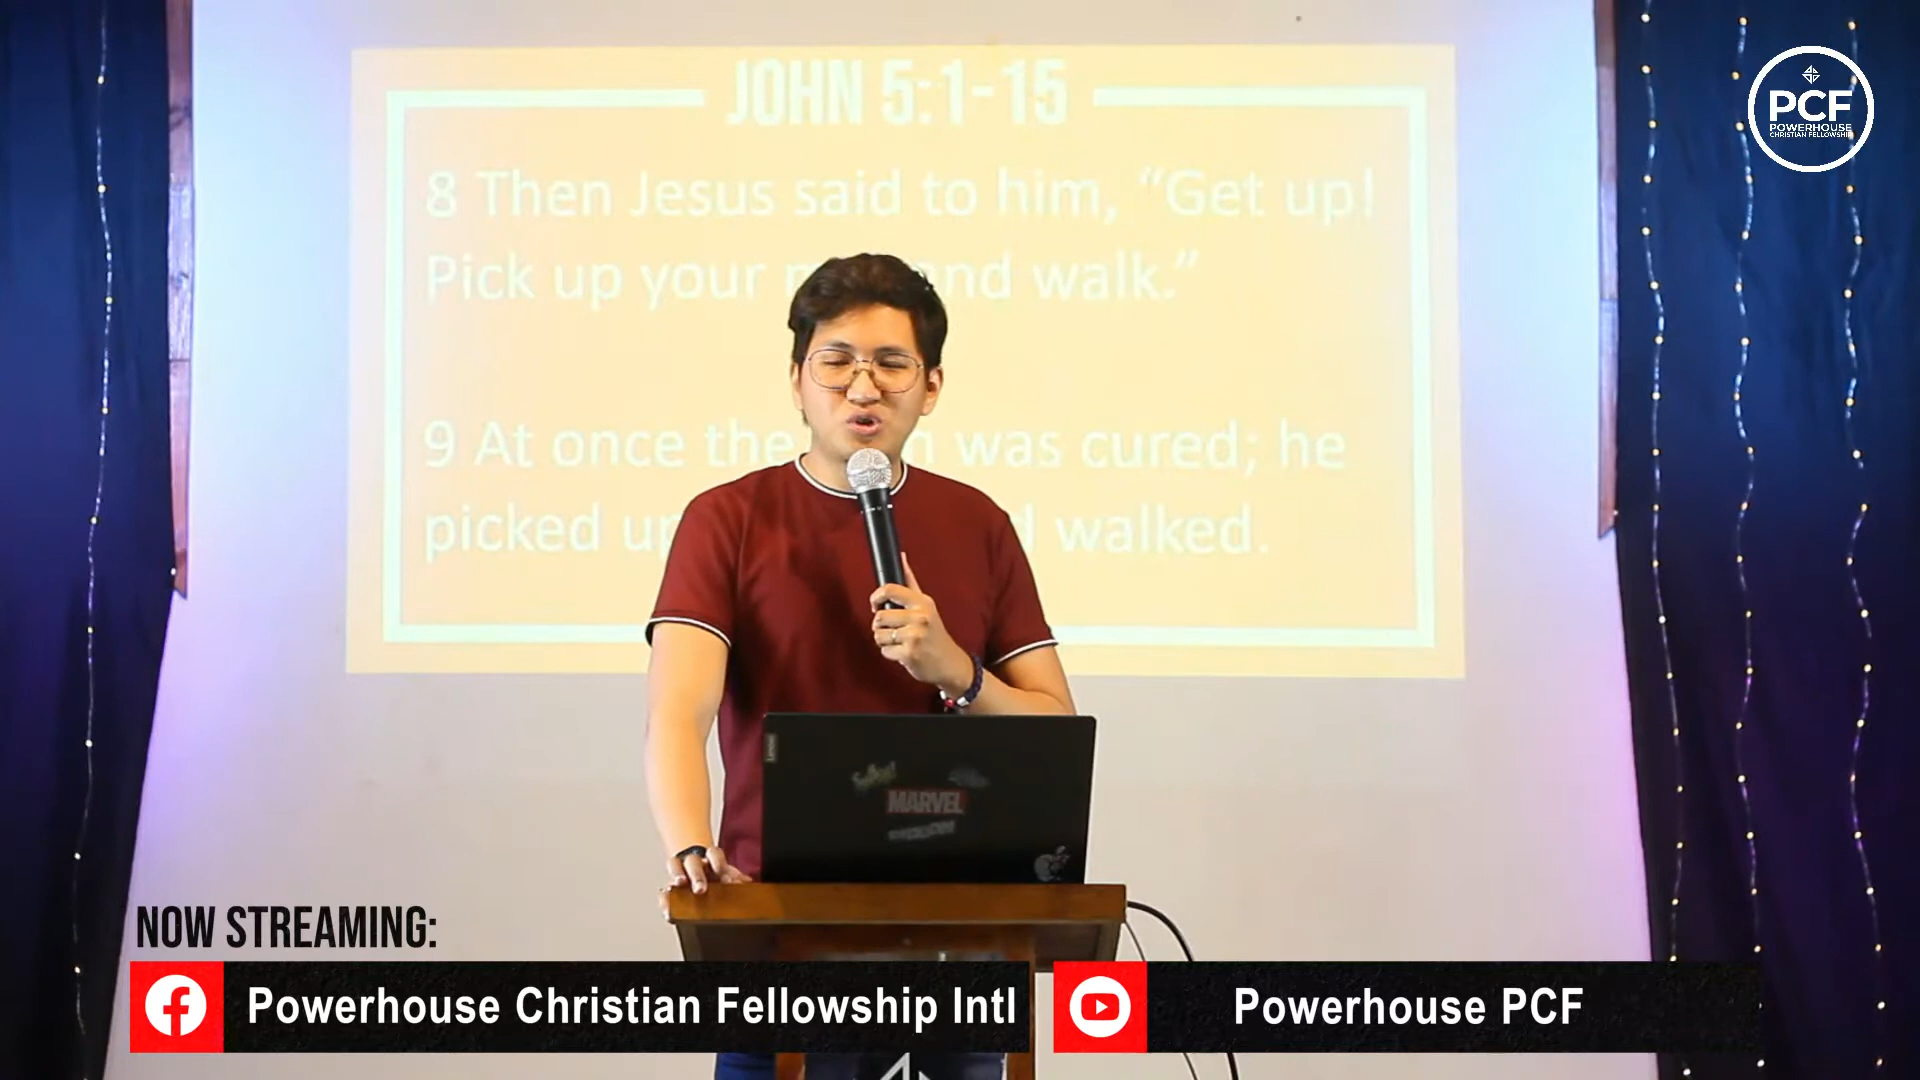 JOHN 5:1-15
8 Then Jesus said to him, “Get up!
Pick up your and walk.”
9 At once the was cured; he
picked up walked.
PCF
POWERHOUSE
CHRISTIAN FELLOWSHIP
Lenovo
MARVEL
NOW STREAMING:
Powerhouse Christian Fellowship Intl
Powerhouse PCF